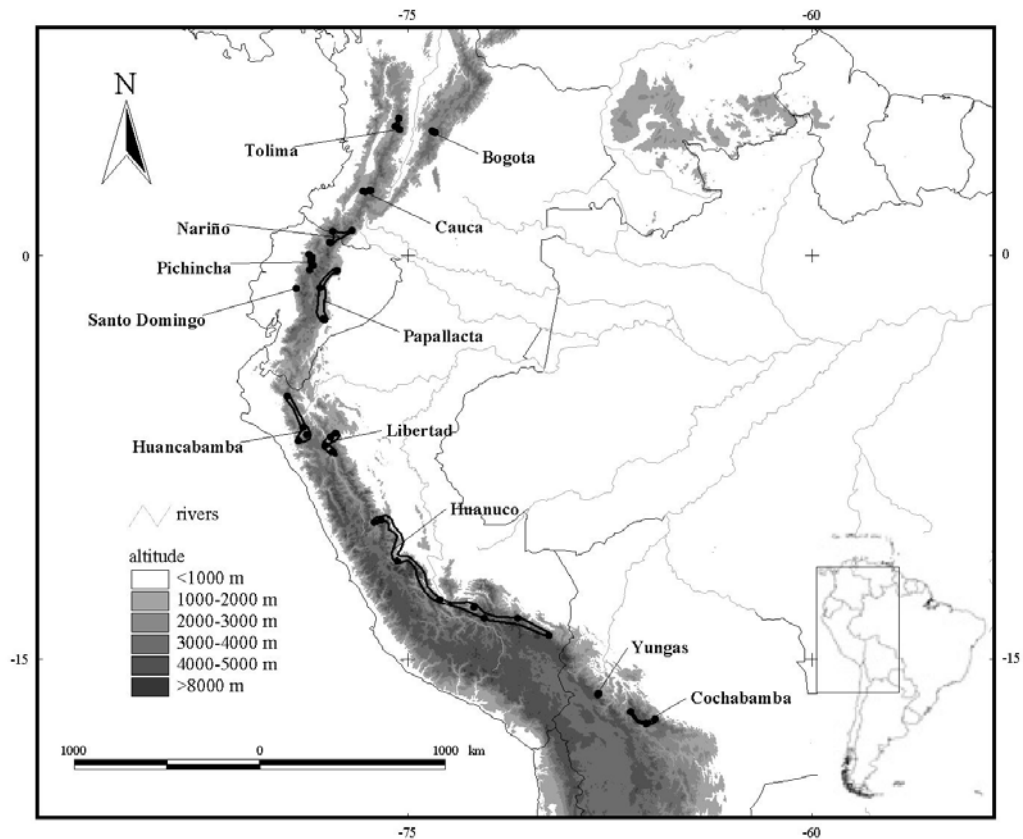 -75
-60
N
Tolima
Bogota
Cauca
Nariño
0
Pichincha
0
Santo Domingo
Papallacta
Huancabamba
Libertad
Huanuco
rivers
altitude
<1000 m
1000-2000 m
2000-3000 m
3000-4000 m
4000-5000 m
>8000 m
-15
-15
Yungas
Cochabamba
1000
0
1000
km
-75
-60